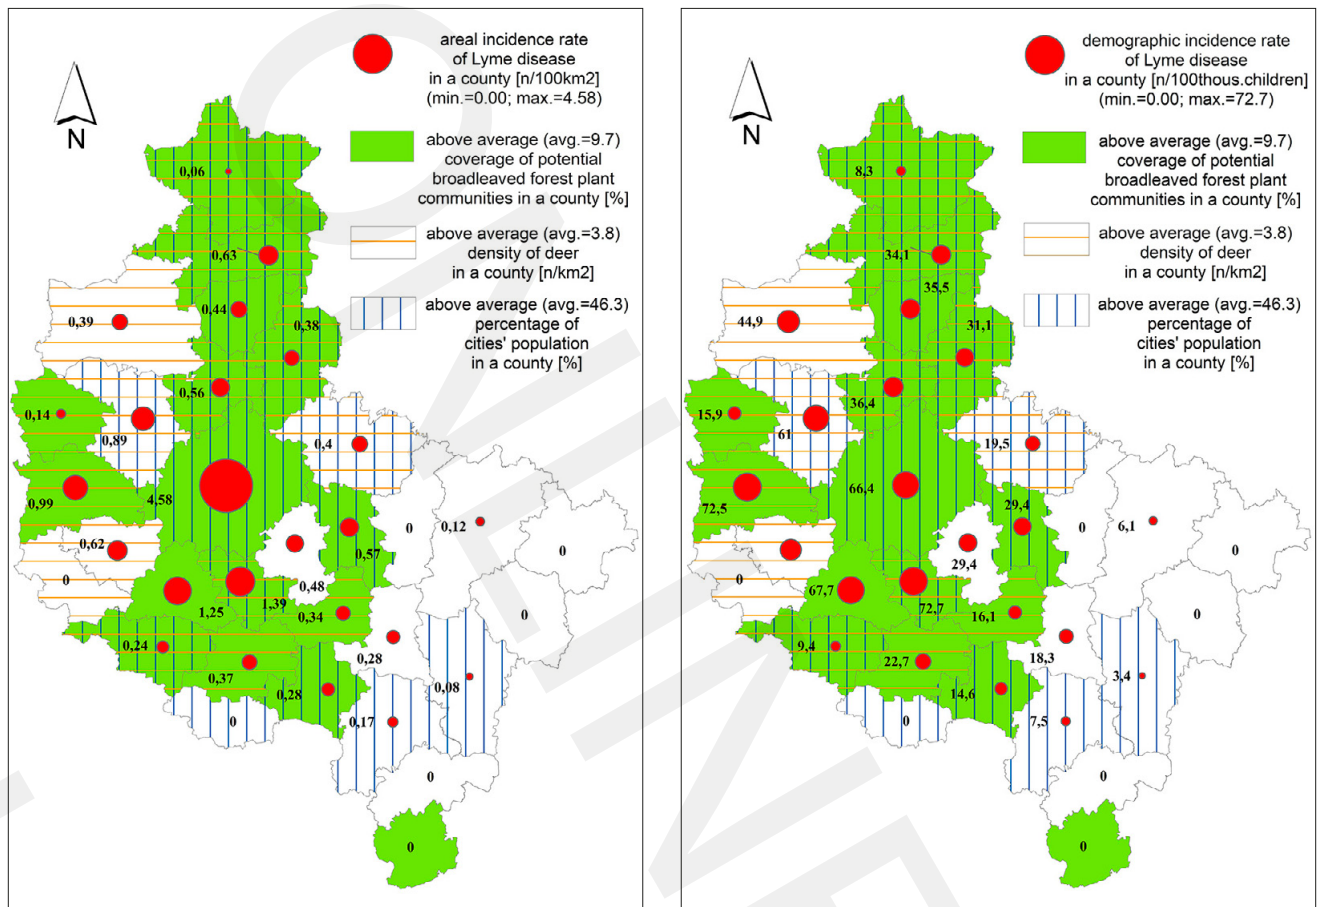 areal incidence rate
of Lyme disease
in a county [n/100km2]
(min.=0.00; max.=4.58)
N
above average (avg.=9.7)
coverage of potential
broadleaved forest plant
communities in a county [%]
above average (avg.=3.8)
density of deer
in a county [n/km2]
above average (avg.=46.3)
percentage of
cities' population
in a county [%]
0,06
0,63
0,44
0,39
0,38
0,56
0,14
0,89
0,4
4,58
0,99
0
0,12
0
0,62
0,57
0
0,48
1,25
1,39
0,34
0
0,24
0,28
0,37
0,28
0,08
0
0,17
0
0
demographic incidence rate
of Lyme disease
in a county [n/100thous.children]
(min.=0.00; max.=72.7)
N
above average (avg.=9.7)
coverage of potential
broadleaved forest plant
communities in a county [%]
above average (avg.=3.8)
density of deer
in a county [n/km2]
above average (avg.=46.3)
percentage of
cities' population
in a county [%]
8,3
34,1
35,5
44,9
31,1
36,4
15,9
61
19,5
66,4
72,5
29,4
0
6,1
0
29,4
0
67,7
72,7
16,1
0
9,4
22,7
18,3
14,6
3,4
0
7,5
0
0